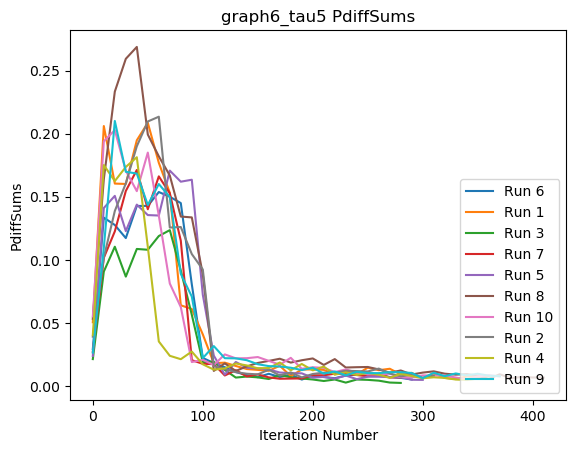 graph6_tau5 PdiffSums
PdiffSums
0.25
0.20
0.15
0.10
0.05
0.00
Run 6
Run 1
Run 3
Run 7
Run 5
Run 8
Run 10
Run 2
Run 4
Run 9
0 100 200 300 400
Iteration Number